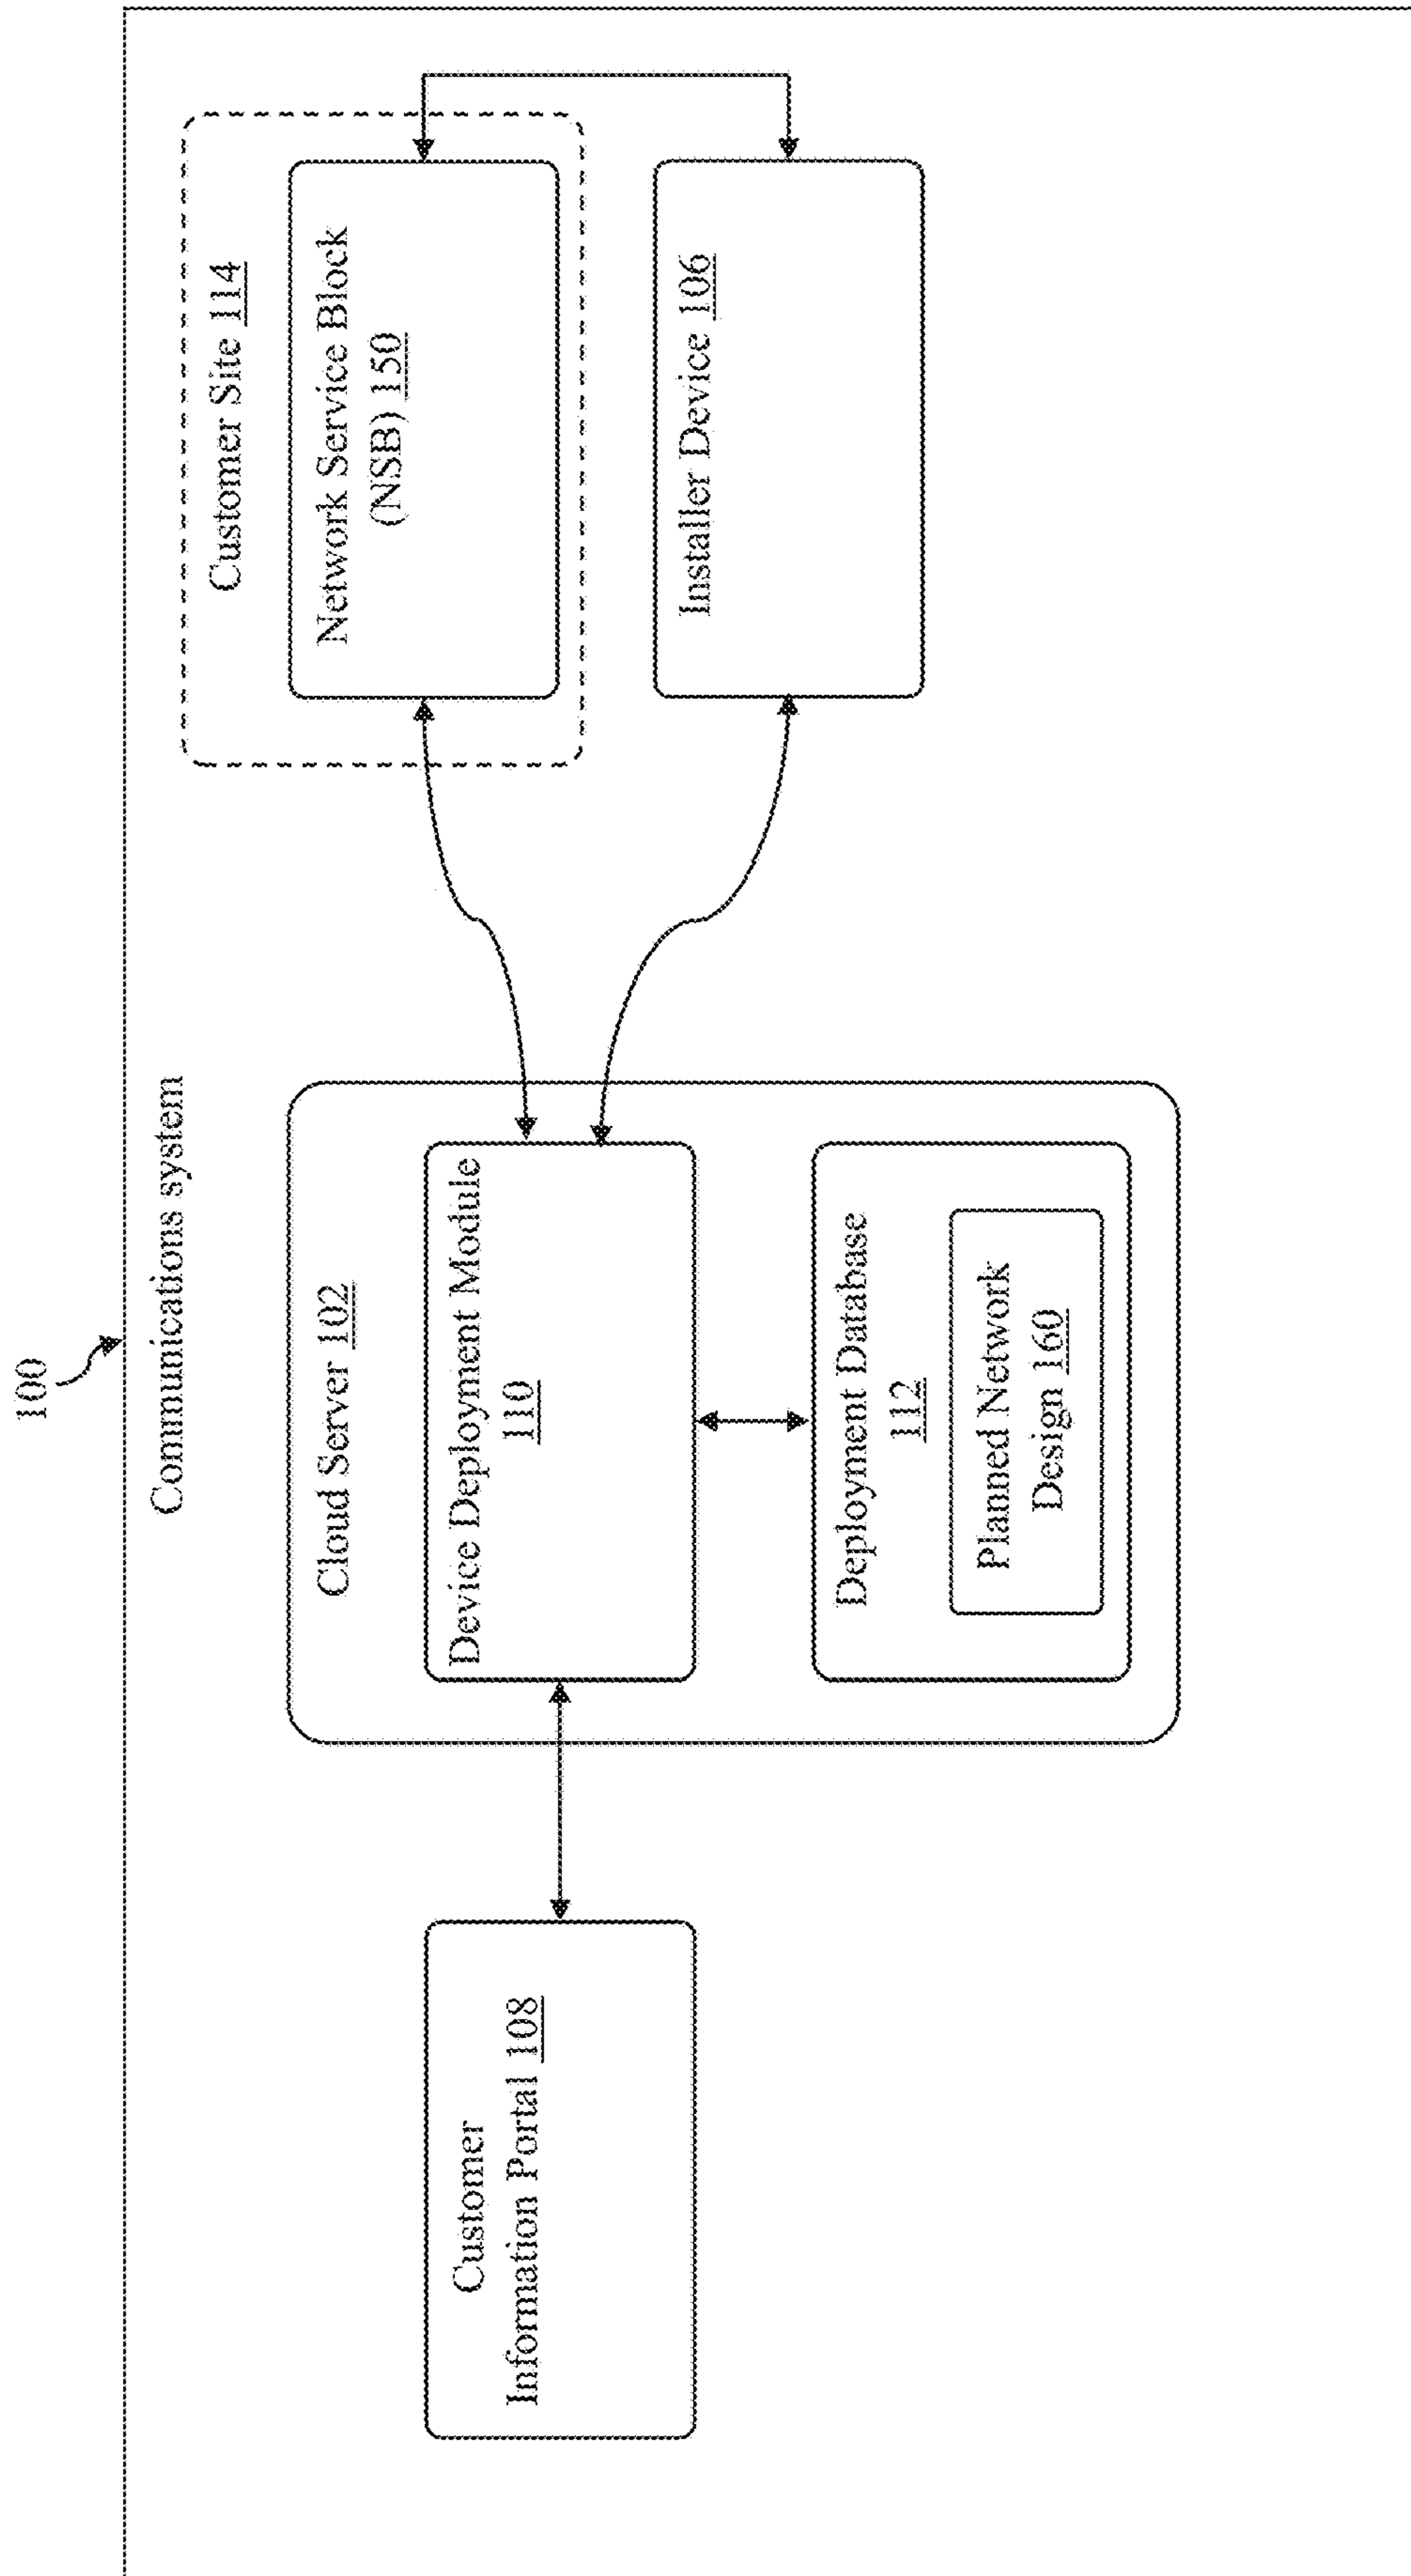 100
Communications system
Customer
Information Portal 108
Cloud Server 102
Device Deployment Module
110
Deployment Database
112
Planned Network
Design 160
Customer Site 114
Network Service Block
(NSB) 150
Installer Device 106